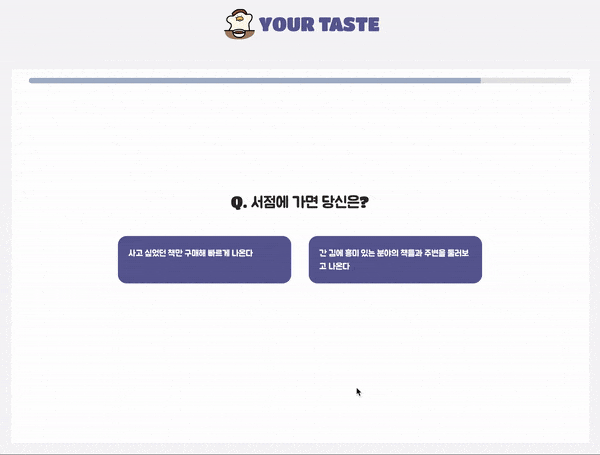 YOUR TASTE
Q. 서점에 가면 당신은?
사고 싶었던 책만 구매해 빠르게 나온다
간 김에 흥미 있는 분야의 책들과 주변을 둘러보
고 나온다